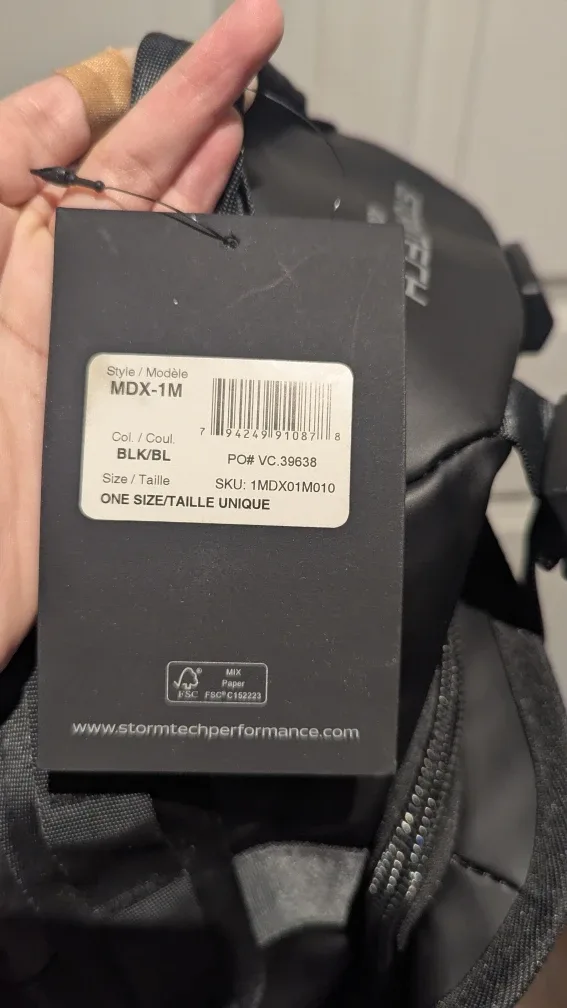 STORMTECH
Style / Modèle
MDX-1M
7 94249 91087 8
Col. / Coul.
BLK/BL
PO# VC.39638
Size / Taille
SKU: 1MDX01M010
ONE SIZE/TAILLE UNIQUE
FSC®
MIX
Paper
FSC® C152223
www.stormtechperformance.com